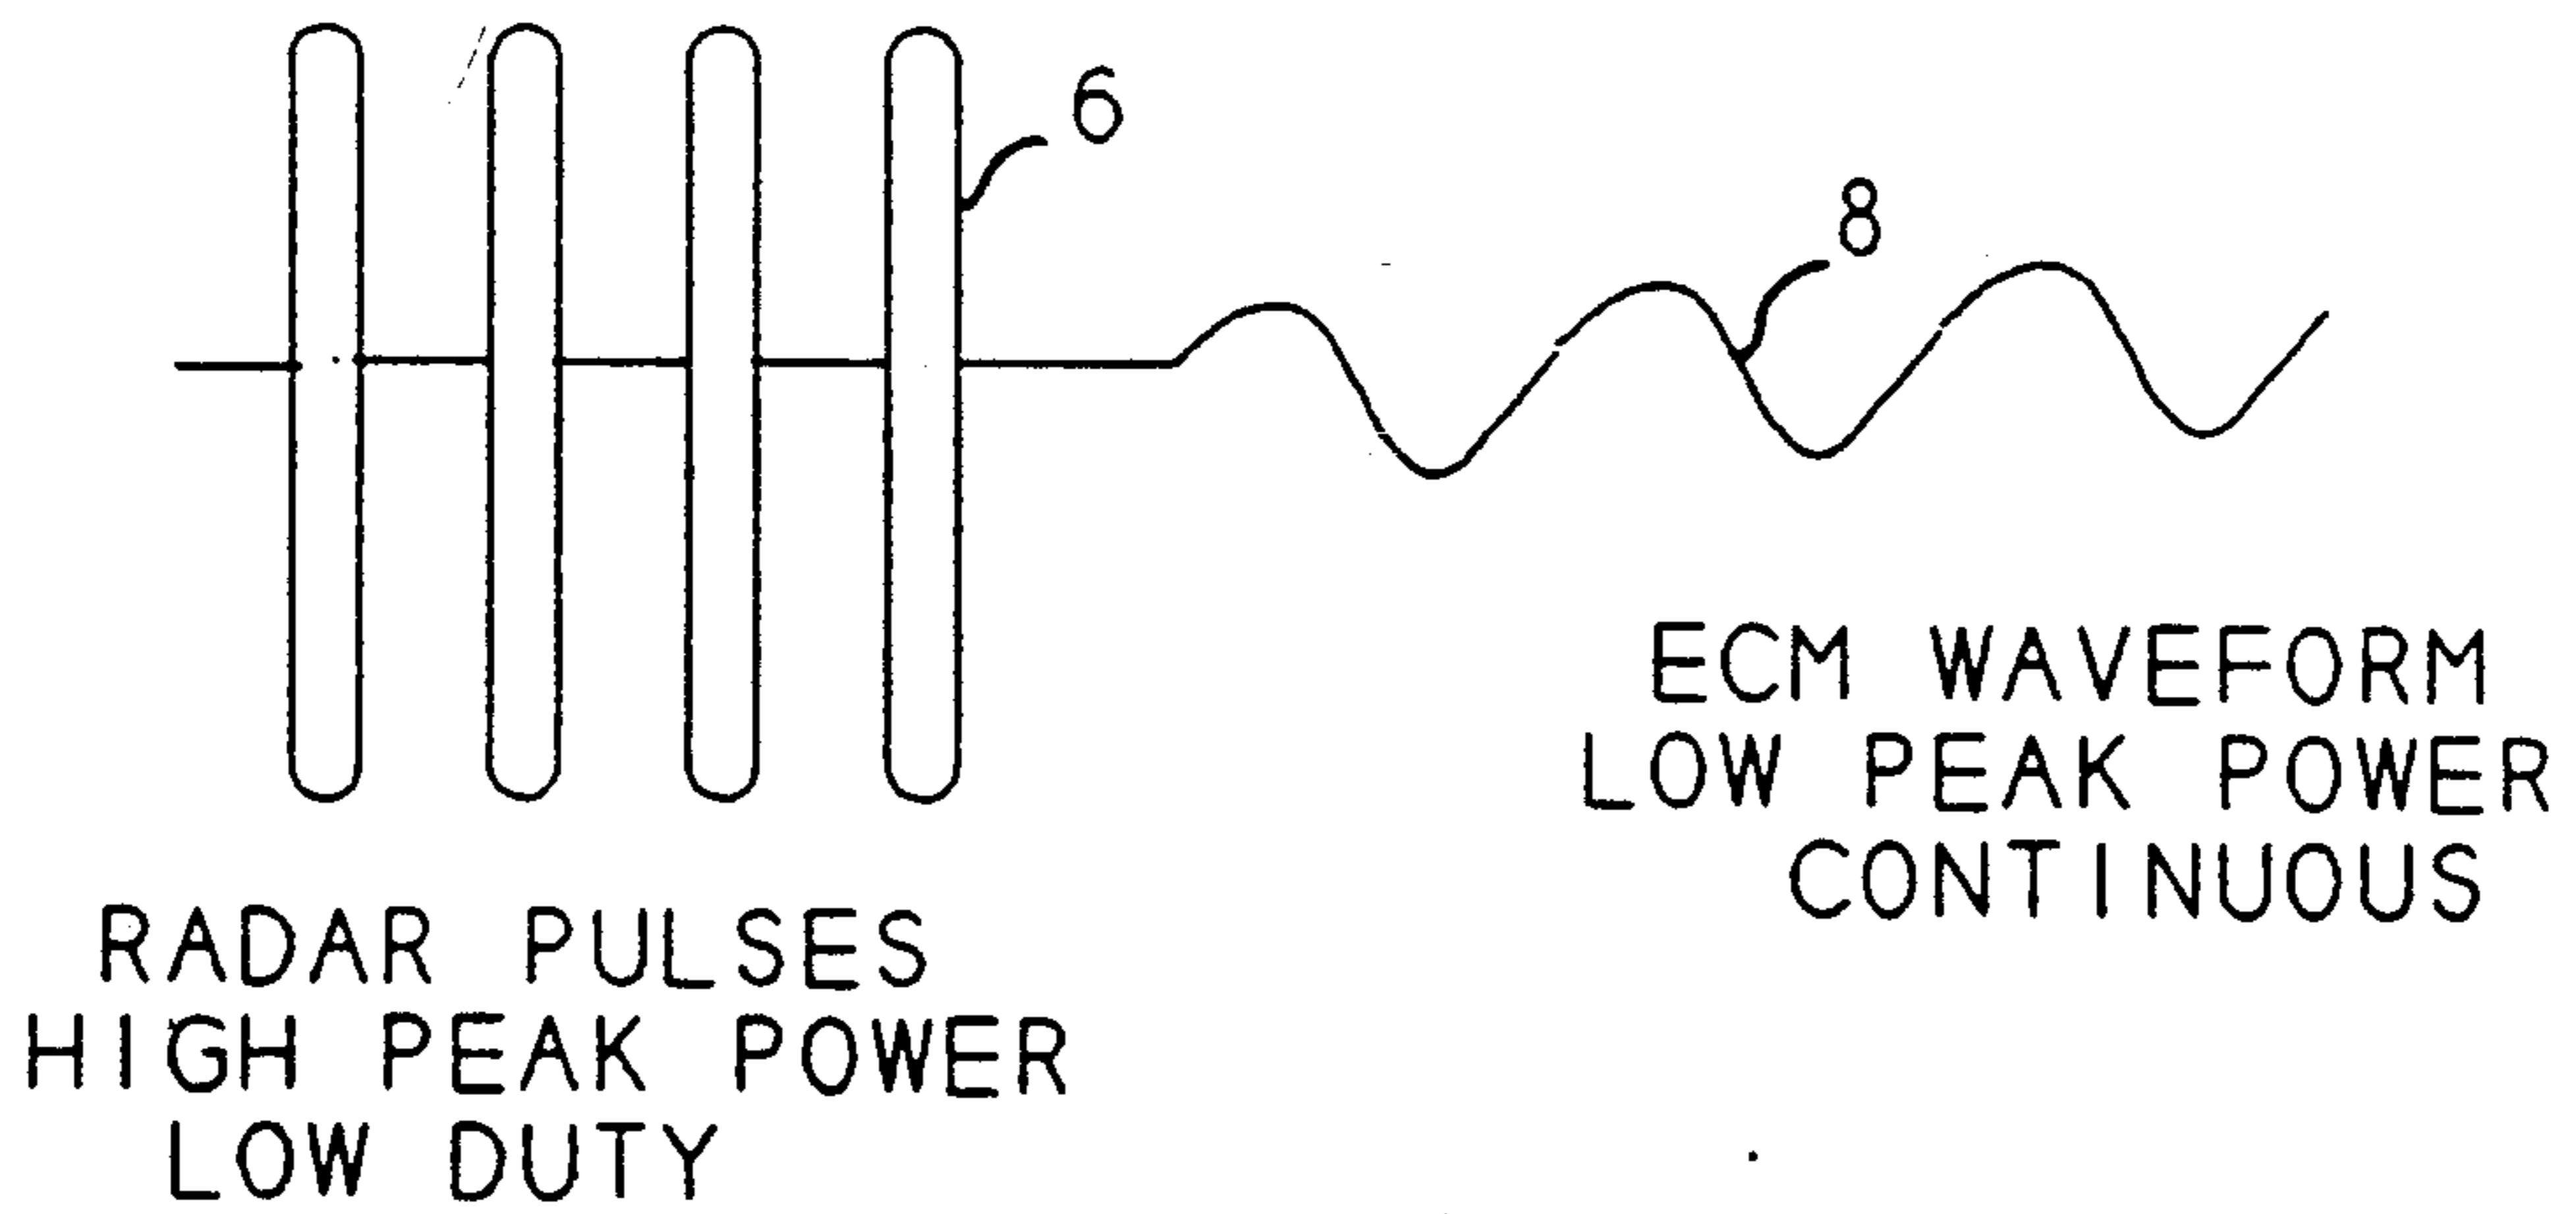 6
8
ECM WAVEFORM
LOW PEAK POWER
CONTINUOUS
RADAR PULSES
HIGH PEAK POWER
LOW DUTY